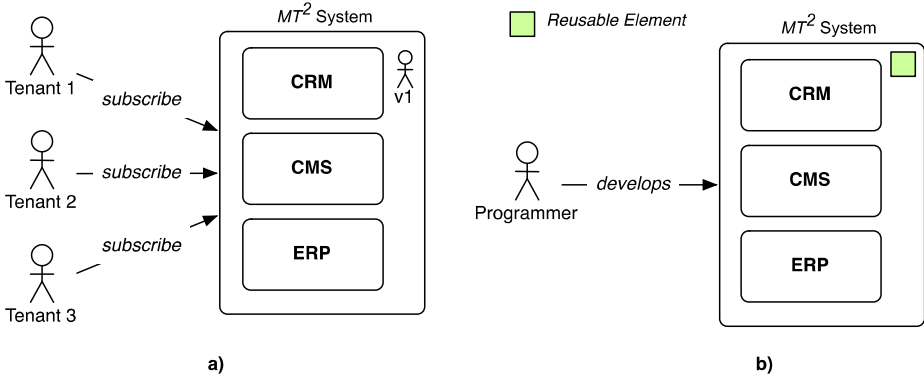 MT² System
Tenant 1
subscribe
CRM
v1
Tenant 2
subscribe
CMS
Tenant 3
subscribe
ERP
a)
Reusable Element
MT² System
CRM
Programmer
develops
CMS
ERP
b)